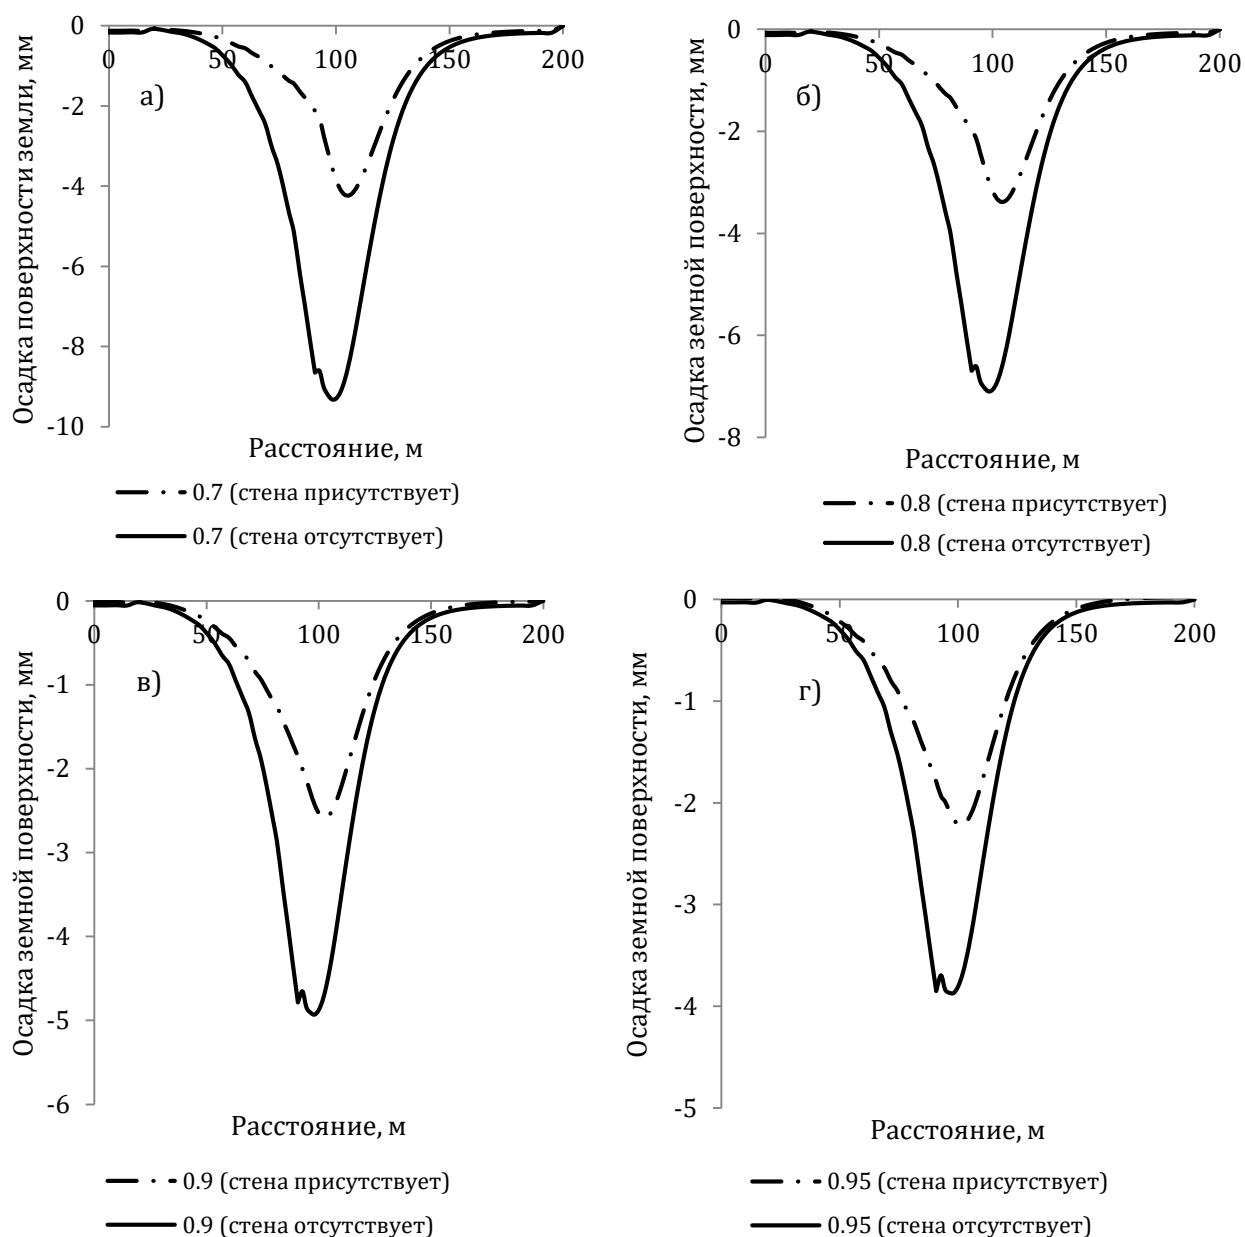 0
-2
-4
-6
-8
-10
0
50
100
150
200
Осадка поверхности земли, мм
а)
Расстояние, м
0.7 (стена присутствует)
0.7 (стена отсутствует)
0
-2
-4
-6
-8
0
50
100
150
200
Осадка земной поверхности, мм
б)
Расстояние, м
0.8 (стена присутствует)
0.8 (стена отсутствует)
0
-1
-2
-3
-4
-5
-6
0
50
100
150
200
Осадка земной поверхности, мм
в)
Расстояние, м
0.9 (стена присутствует)
0.9 (стена отсутствует)
0
-1
-2
-3
-4
-5
0
50
100
150
200
Осадка земной поверхности, мм
г)
Расстояние, м
0.95 (стена присутствует)
0.95 (стена отсутствует)